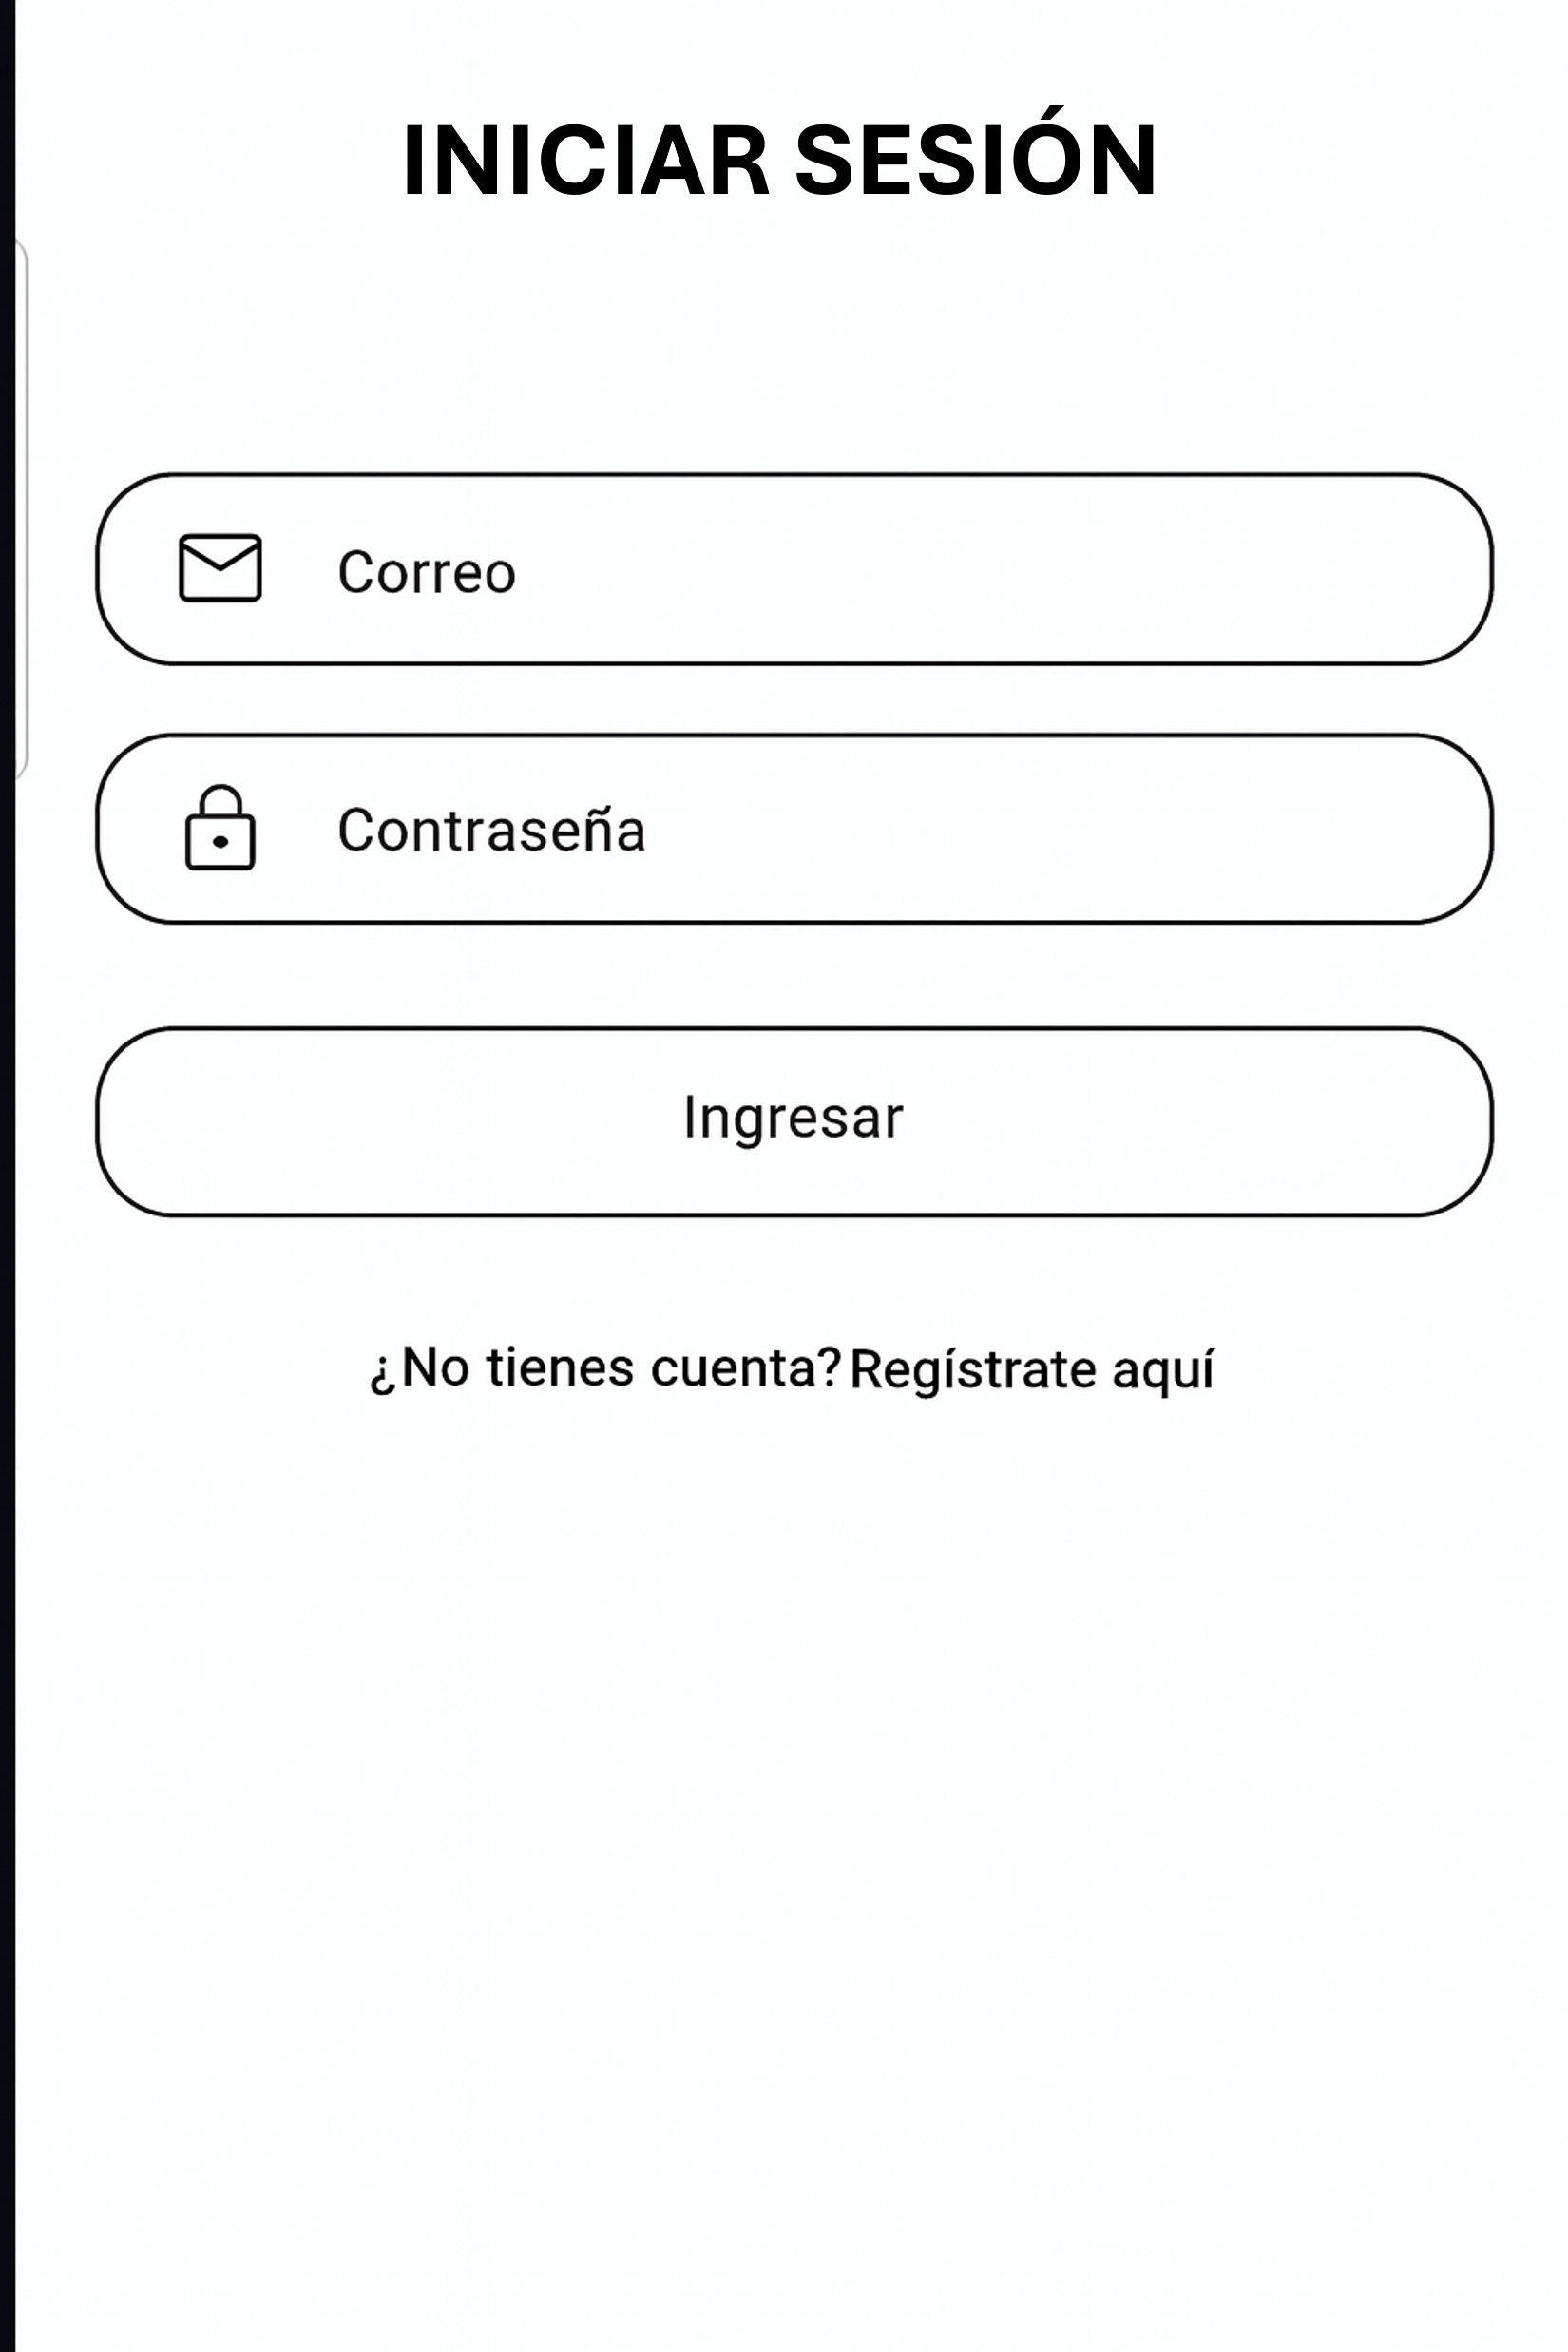 INICIAR SESIÓN
Correo
Contraseña
Ingresar
¿No tienes cuenta? Regístrate aquí